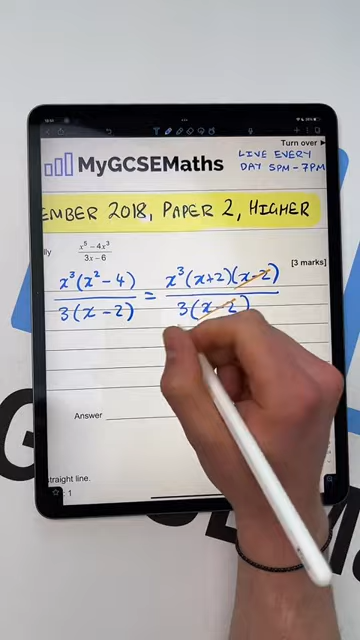 Turn over ▶
MyGCSEMaths
LIVE EVERY
DAY 5PM-7PM
EMBER 2018, PAPER 2, HIGHER
x⁵ − 4x³
3x − 6
[3 marks]
x³(x² − 4) / 3(x − 2) = x³(x+2)(x−2) / 3(x−2)
Answer
straight line.
: 1